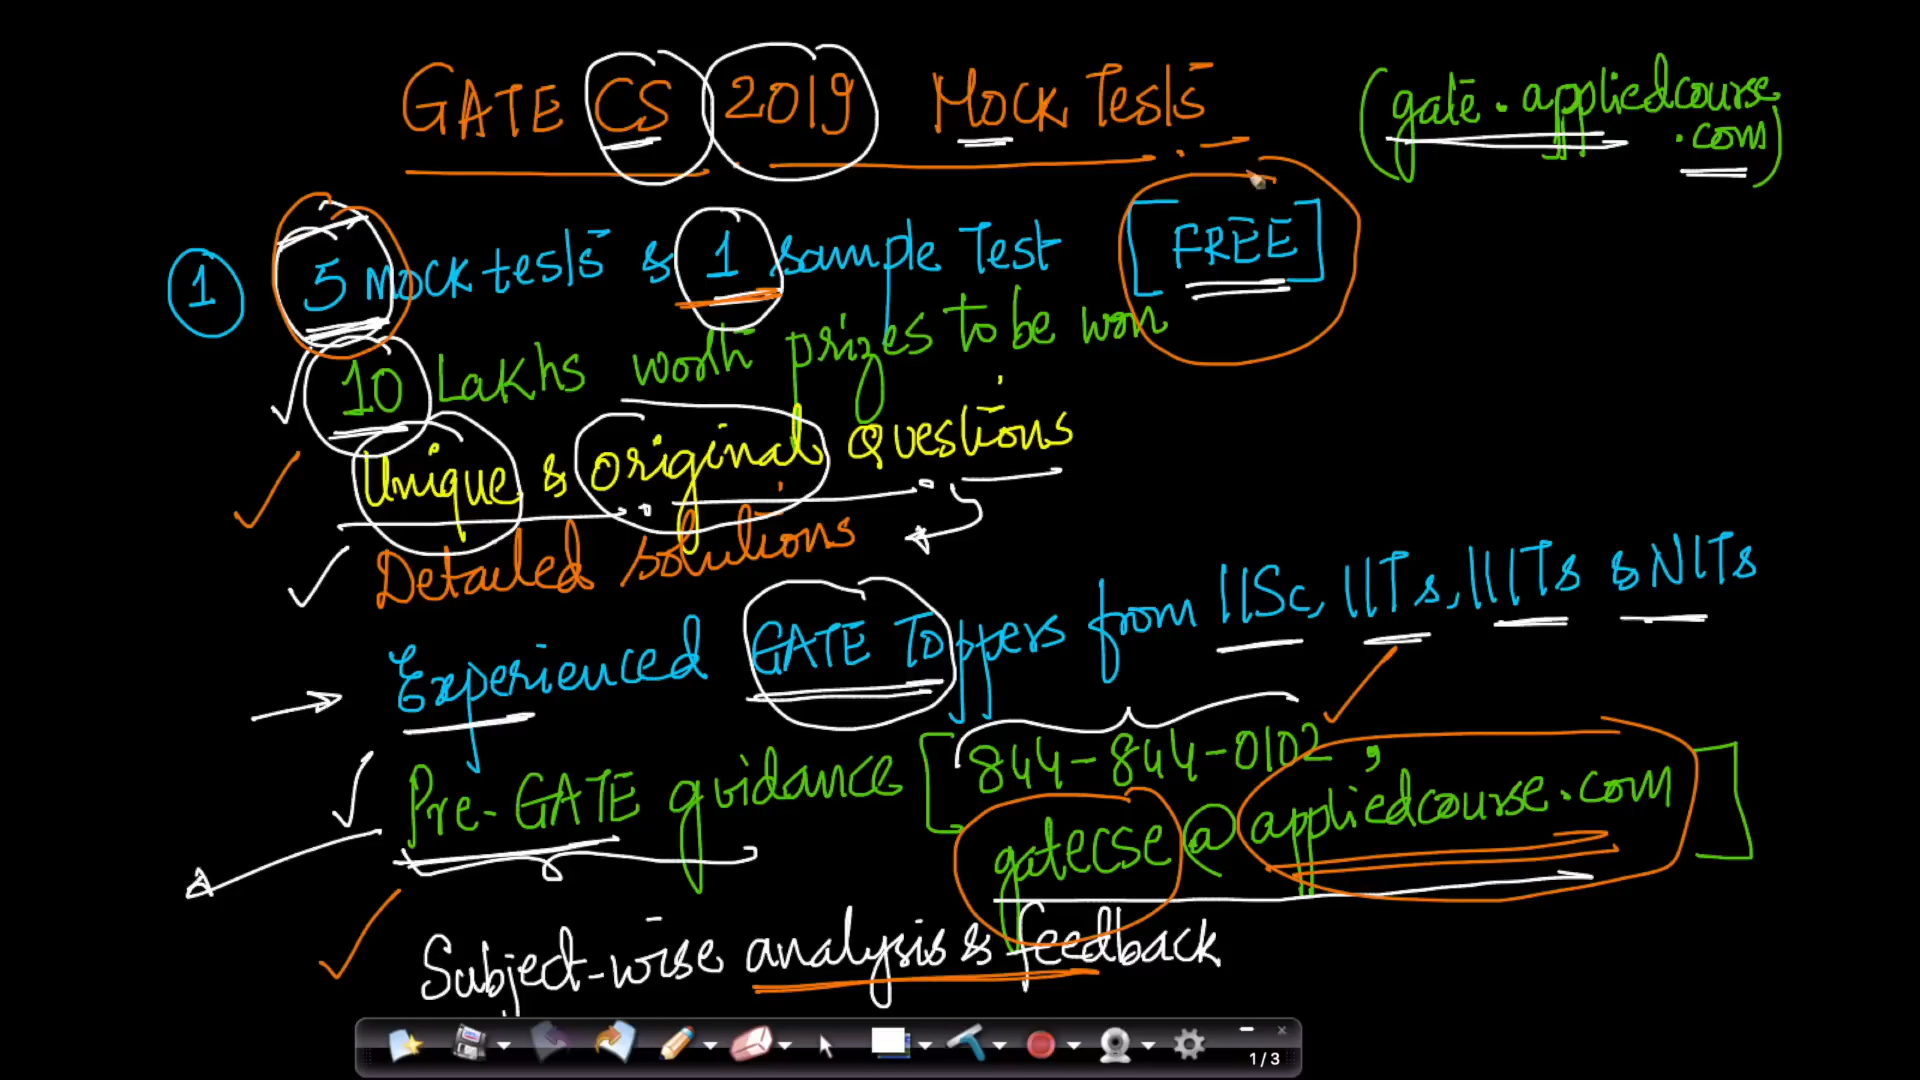 GATE CS 2019 Mock Tests
(gate.appliedcourse
.com)
1 5 Mock tests & 1 sample Test [FREE]
10 Lakhs worth prizes to be won
Unique & original Questions
Detailed solutions
Experienced GATE Toppers from IISc, IITs, IIITs & NITs
Pre-GATE guidance [844-844-0102,
gatecse@appliedcourse.com]
Subject-wise analysis & feedback
1/3